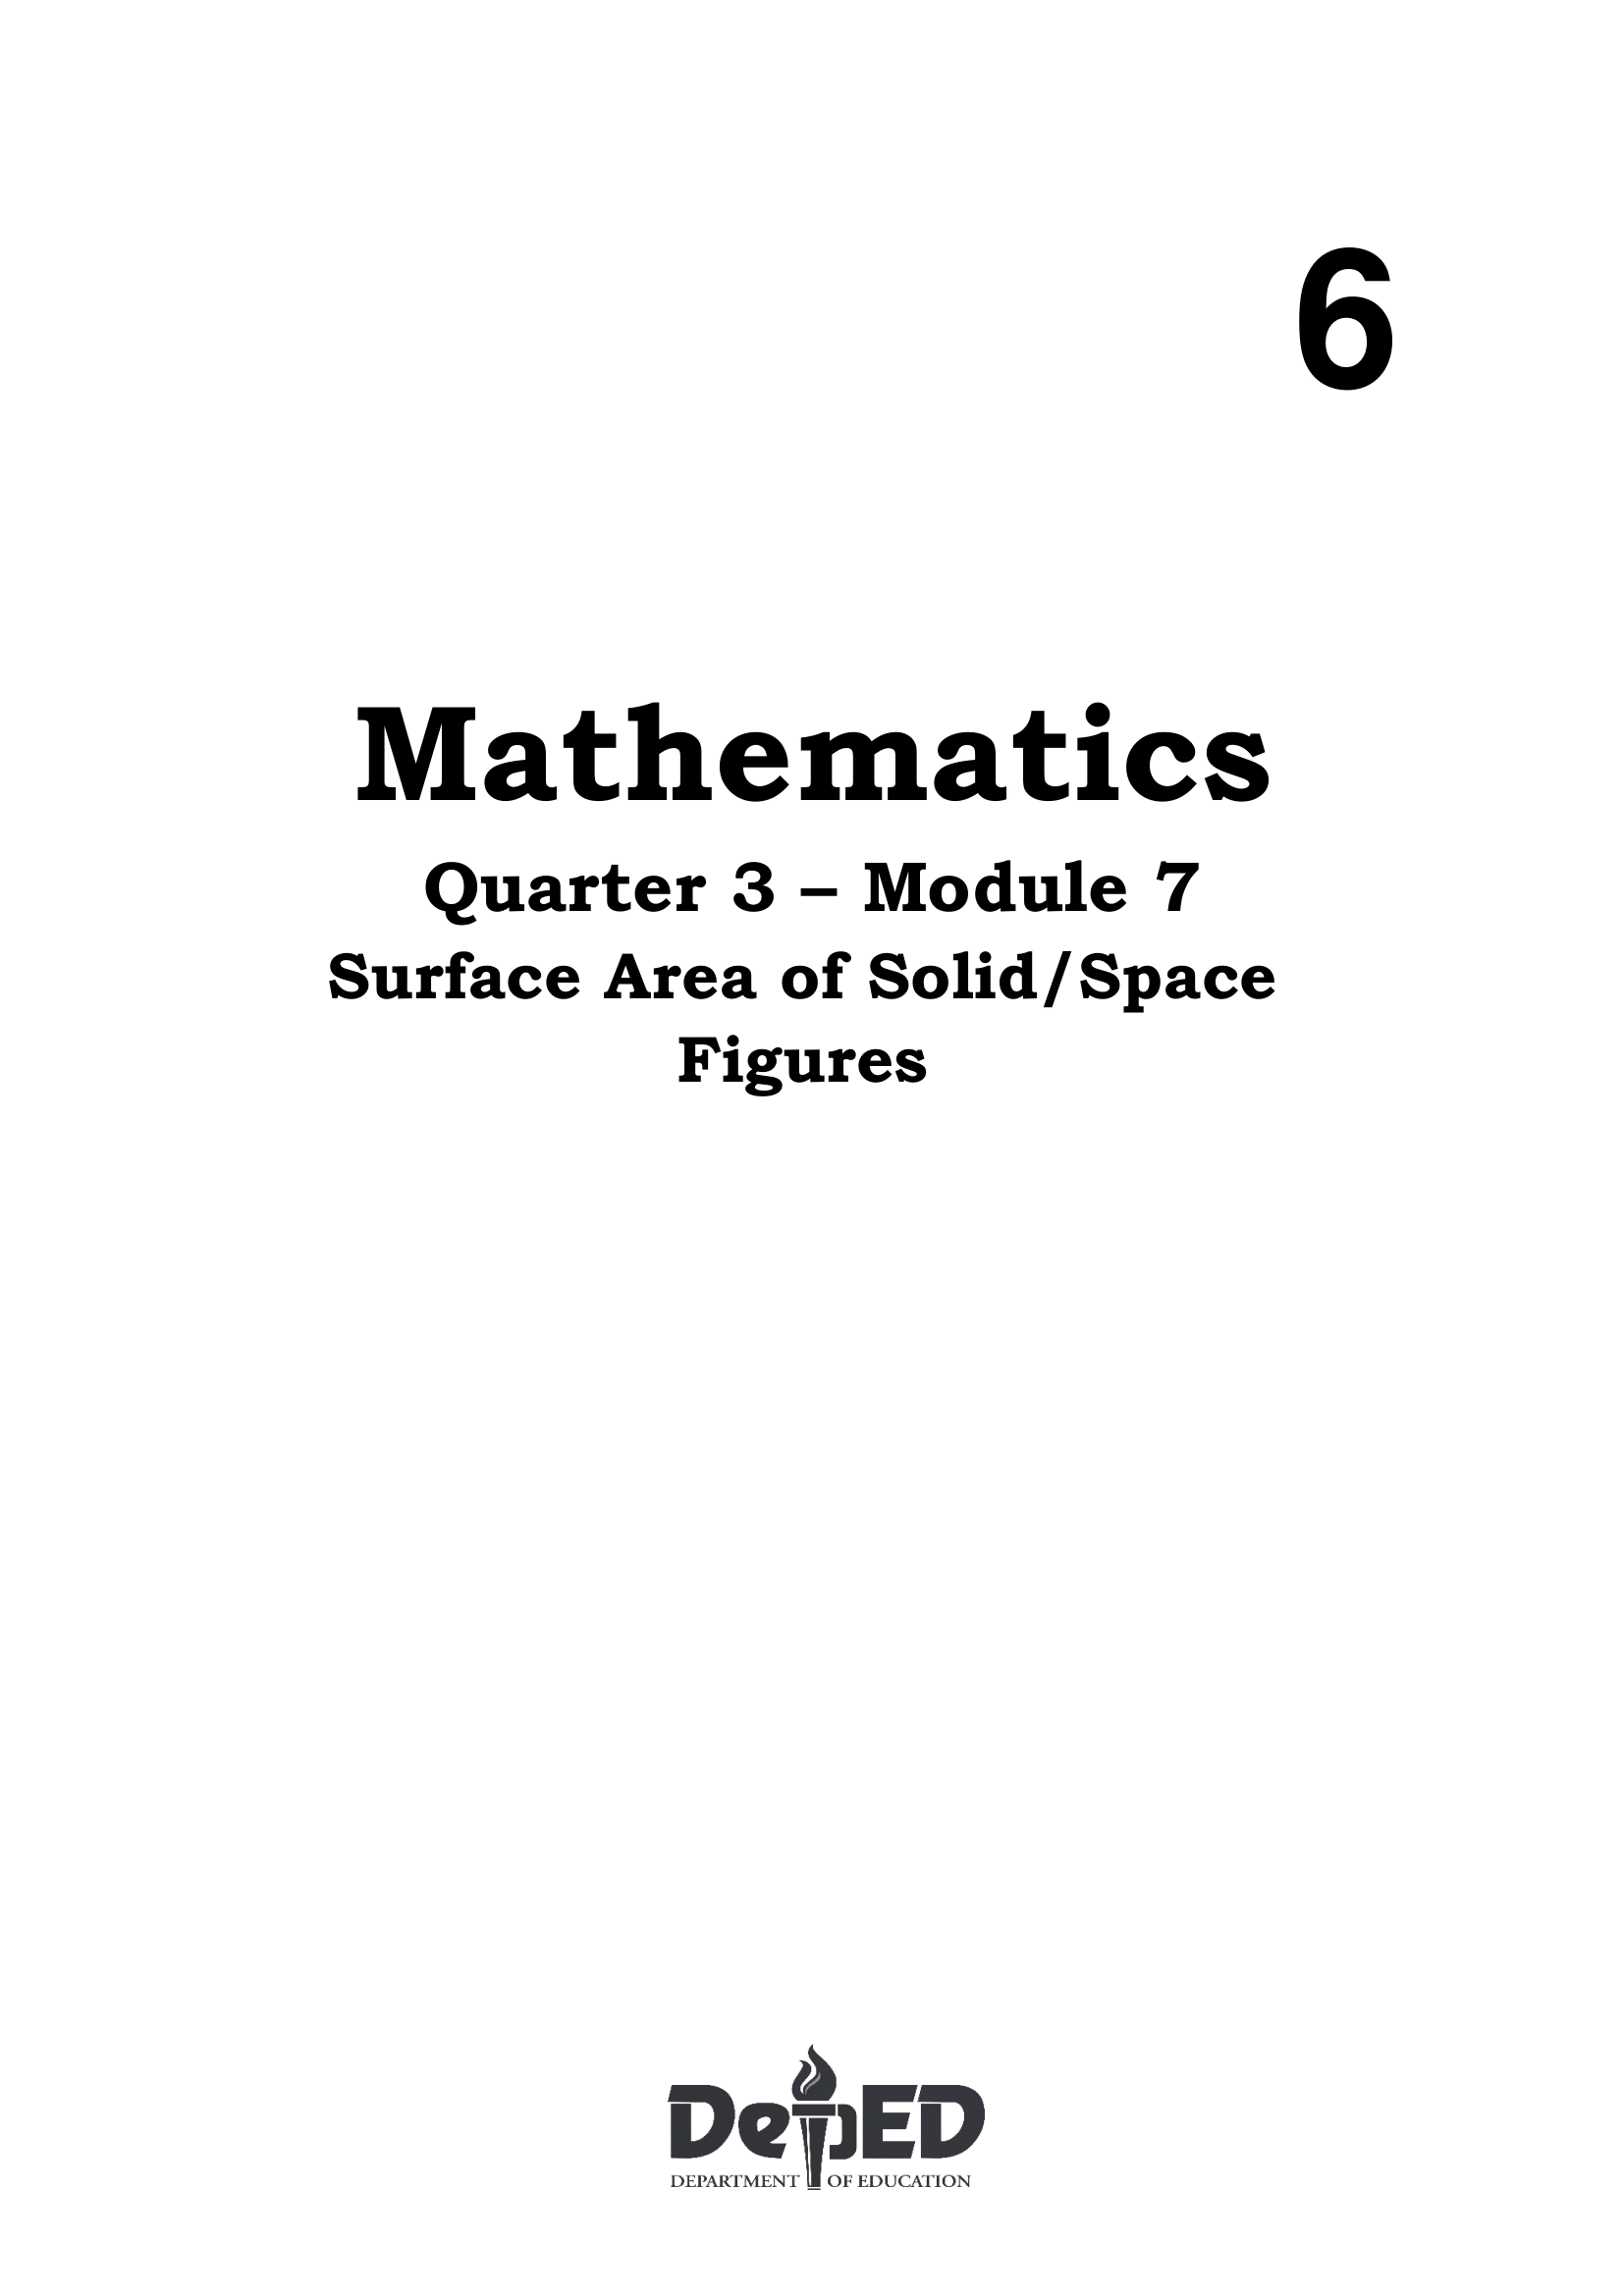 6
Mathematics
Quarter 3 – Module 7
Surface Area of Solid/Space
Figures
DepED
DEPARTMENT OF EDUCATION